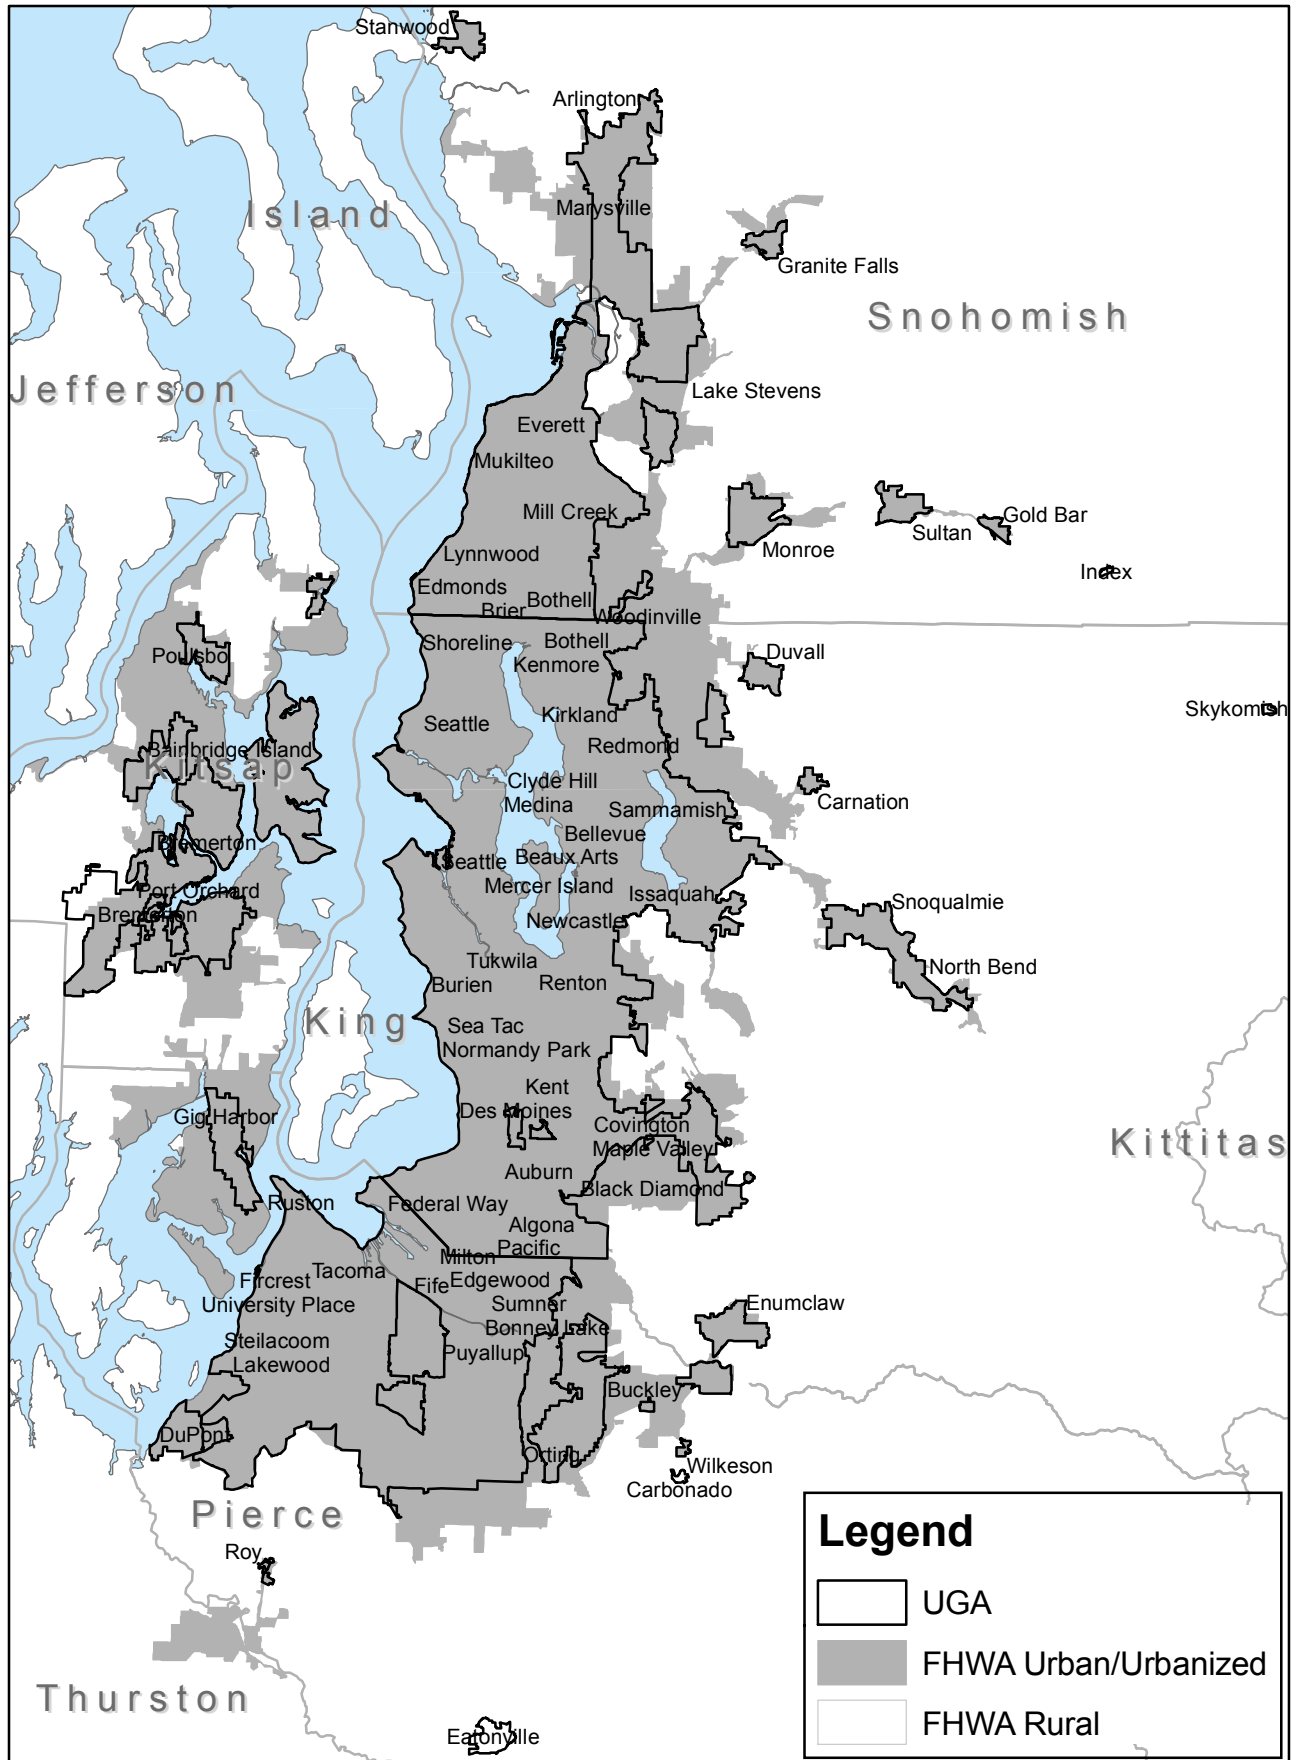 Stanwood
Arlington
Island
Marysville
Granite Falls
Snohomish
Jefferson
Lake Stevens
Everett
Mukilteo
Mill Creek
Gold Bar
Sultan
Monroe
Lynnwood
Index
Edmonds
Brier
Bothell
Woodinville
Shoreline
Bothell
Kenmore
Duvall
Poulsbo
Skykomish
Seattle
Kirkland
Redmond
Bainbridge Island
Kitsap
Clyde Hill
Medina
Sammamish
Carnation
Bellevue
Bremerton
Seattle
Beaux Arts
Mercer Island
Port Orchard
Issaquah
Snoqualmie
Bremerton
Newcastle
Tukwila
North Bend
Burien
Renton
King
Sea Tac
Normandy Park
Kent
Des Moines
Gig Harbor
Covington
Maple Valley
Kittitas
Auburn
Black Diamond
Ruston
Federal Way
Algona
Pacific
Milton
Tacoma
Fircrest
Fife
Edgewood
University Place
Sumner
Enumclaw
Bonney Lake
Steilacoom
Puyallup
Lakewood
Buckley
DuPont
Orting
Wilkeson
Carbonado
Pierce
Roy
Thurston
Eatonville
Legend
UGA
FHWA Urban/Urbanized
FHWA Rural